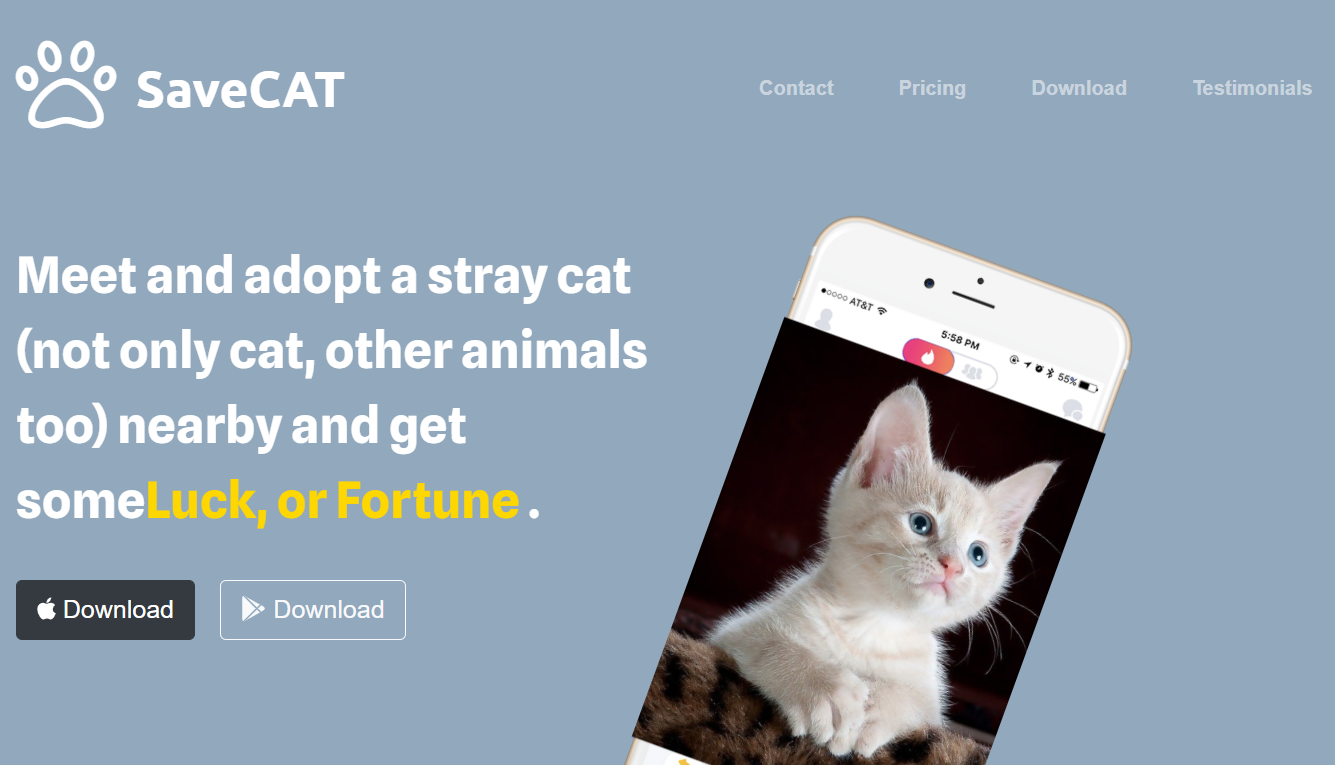 SaveCAT
Contact Pricing Download Testimonials
Meet and adopt a stray cat
(not only cat, other animals
too) nearby and get
someLuck, or Fortune .
Download Download
AT&T
5:58 PM
55%